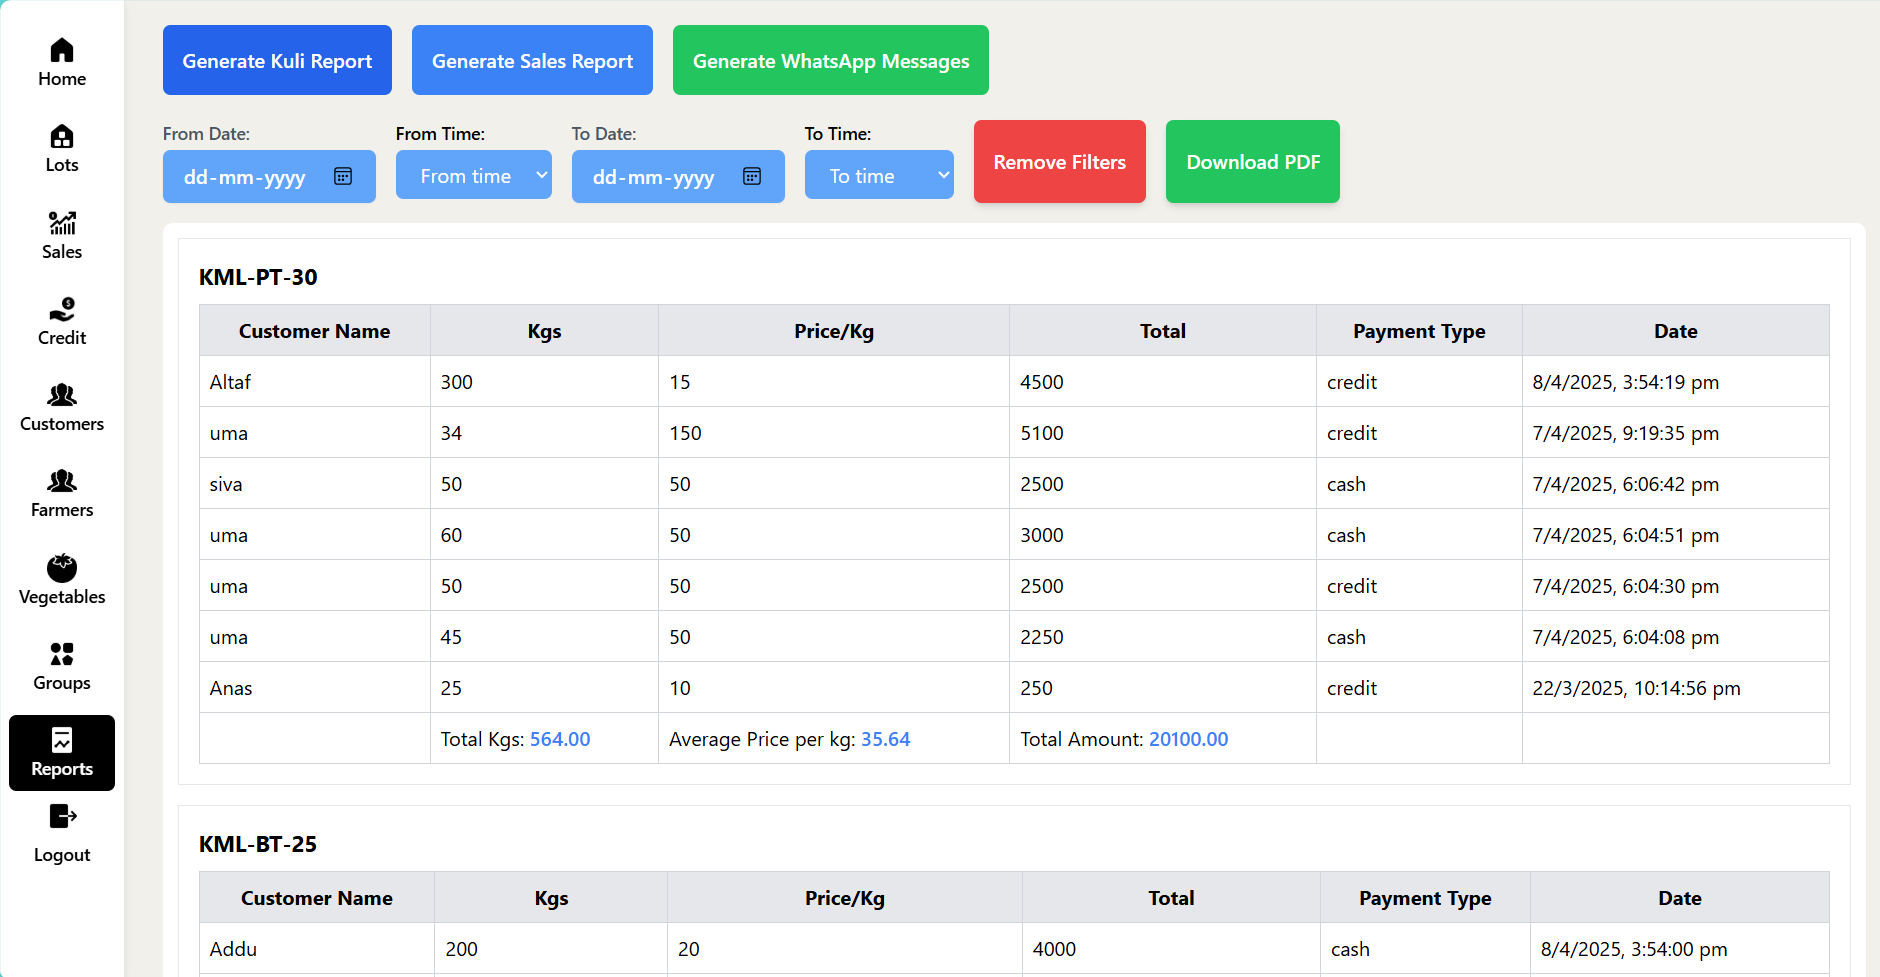 Home
Lots
Sales
Credit
Customers
Farmers
Vegetables
Groups
Reports
Logout
Generate Kuli Report Generate Sales Report Generate WhatsApp Messages
From Date: From Time: To Date: To Time:
dd-mm-yyyy From time dd-mm-yyyy To time Remove Filters Download PDF
KML-PT-30
Customer Name Kgs Price/Kg Total Payment Type Date
Altaf 300 15 4500 credit 8/4/2025, 3:54:19 pm
uma 34 150 5100 credit 7/4/2025, 9:19:35 pm
siva 50 50 2500 cash 7/4/2025, 6:06:42 pm
uma 60 50 3000 cash 7/4/2025, 6:04:51 pm
uma 50 50 2500 credit 7/4/2025, 6:04:30 pm
uma 45 50 2250 cash 7/4/2025, 6:04:08 pm
Anas 25 10 250 credit 22/3/2025, 10:14:56 pm
Total Kgs: 564.00 Average Price per kg: 35.64 Total Amount: 20100.00
KML-BT-25
Customer Name Kgs Price/Kg Total Payment Type Date
Addu 200 20 4000 cash 8/4/2025, 3:54:00 pm